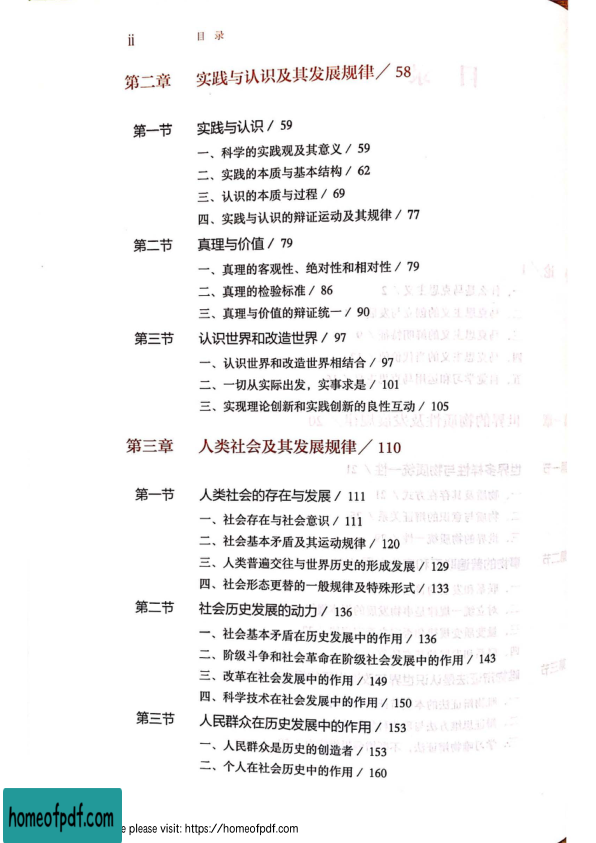 ii 目 录
第二章 实践与认识及其发展规律/ 58
第一节 实践与认识 / 59
一、科学的实践观及其意义 / 59
二、实践的本质与基本结构 / 62
三、认识的本质与过程 / 69
四、实践与认识的辩证运动及其规律 / 77
第二节 真理与价值 / 79
一、真理的客观性、绝对性和相对性 / 79
二、真理的检验标准 / 86
三、真理与价值的辩证统一 / 90
第三节 认识世界和改造世界 / 97
一、认识世界和改造世界相结合 / 97
二、一切从实际出发，实事求是 / 101
三、实现理论创新和实践创新的良性互动 / 105
第三章 人类社会及其发展规律/ 110
第一节 人类社会的存在与发展 / 111
一、社会存在与社会意识 / 111
二、社会基本矛盾及其运动规律 / 120
三、人类普遍交往与世界历史的形成发展 / 129
四、社会形态更替的一般规律及特殊形式 / 133
第二节 社会历史发展的动力 / 136
一、社会基本矛盾在历史发展中的作用 / 136
二、阶级斗争和社会革命在阶级社会发展中的作用 / 143
三、改革在社会发展中的作用 / 149
四、科学技术在社会发展中的作用 / 150
第三节 人民群众在历史发展中的作用 / 153
一、人民群众是历史的创造者 / 153
二、个人在社会历史中的作用 / 160
homeofpdf.com
please visit: https://homeofpdf.com